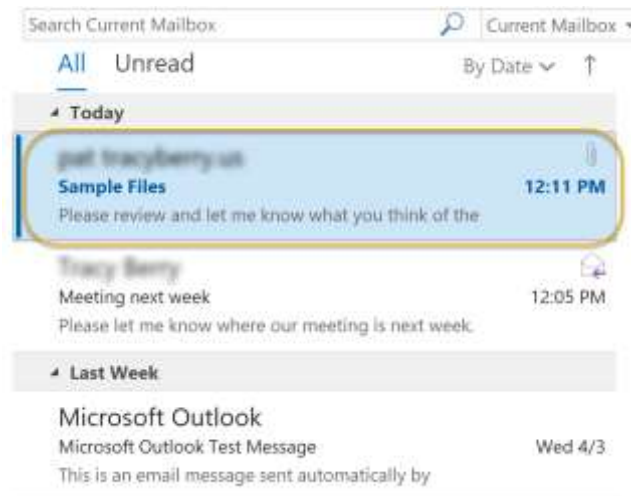 Search Current Mailbox Current Mailbox
All Unread By Date
Today
Sample Files 12:11 PM
Please review and let me know what you think of the
Meeting next week 12:05 PM
Please let me know where our meeting is next week.
Last Week
Microsoft Outlook
Microsoft Outlook Test Message Wed 4/3
This is an email message sent automatically by